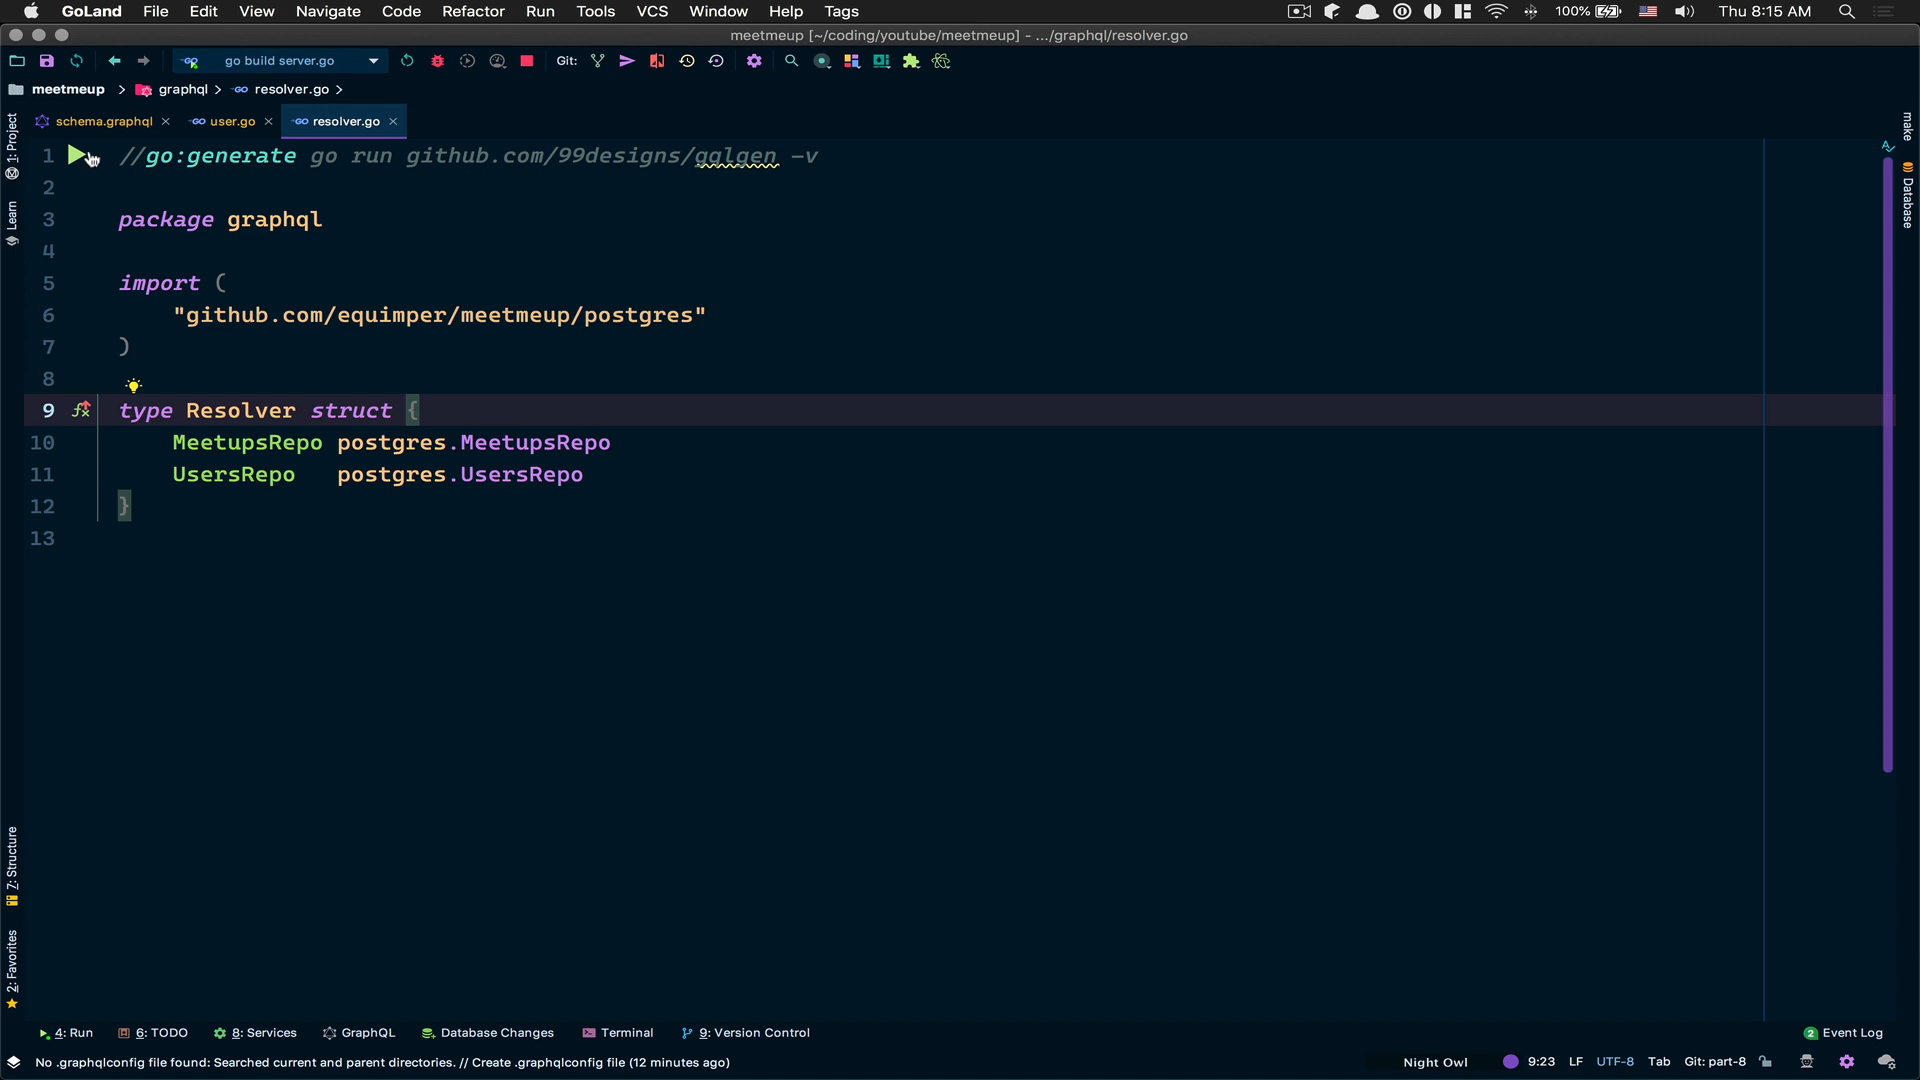 GoLand File Edit View Navigate Code Refactor Run Tools VCS Window Help Tags 100% Thu 8:15 AM
meetmeup [~/coding/youtube/meetmeup] - .../graphql/resolver.go
go build server.go Git:
meetmeup graphql resolver.go
schema.graphql user.go resolver.go
1 //go:generate go run github.com/99designs/gqlgen -v
2
3 package graphql
4
5 import (
6 "github.com/equimper/meetmeup/postgres"
7 )
8
9 type Resolver struct {
10 MeetupsRepo postgres.MeetupsRepo
11 UsersRepo postgres.UsersRepo
12 }
13
1: Project
Learn
7: Structure
2: Favorites
make
Database
4: Run 6: TODO 8: Services GraphQL Database Changes Terminal 9: Version Control 2 Event Log
No .graphqlconfig file found: Searched current and parent directories. // Create .graphqlconfig file (12 minutes ago) Night Owl 9:23 LF UTF-8 Tab Git: part-8